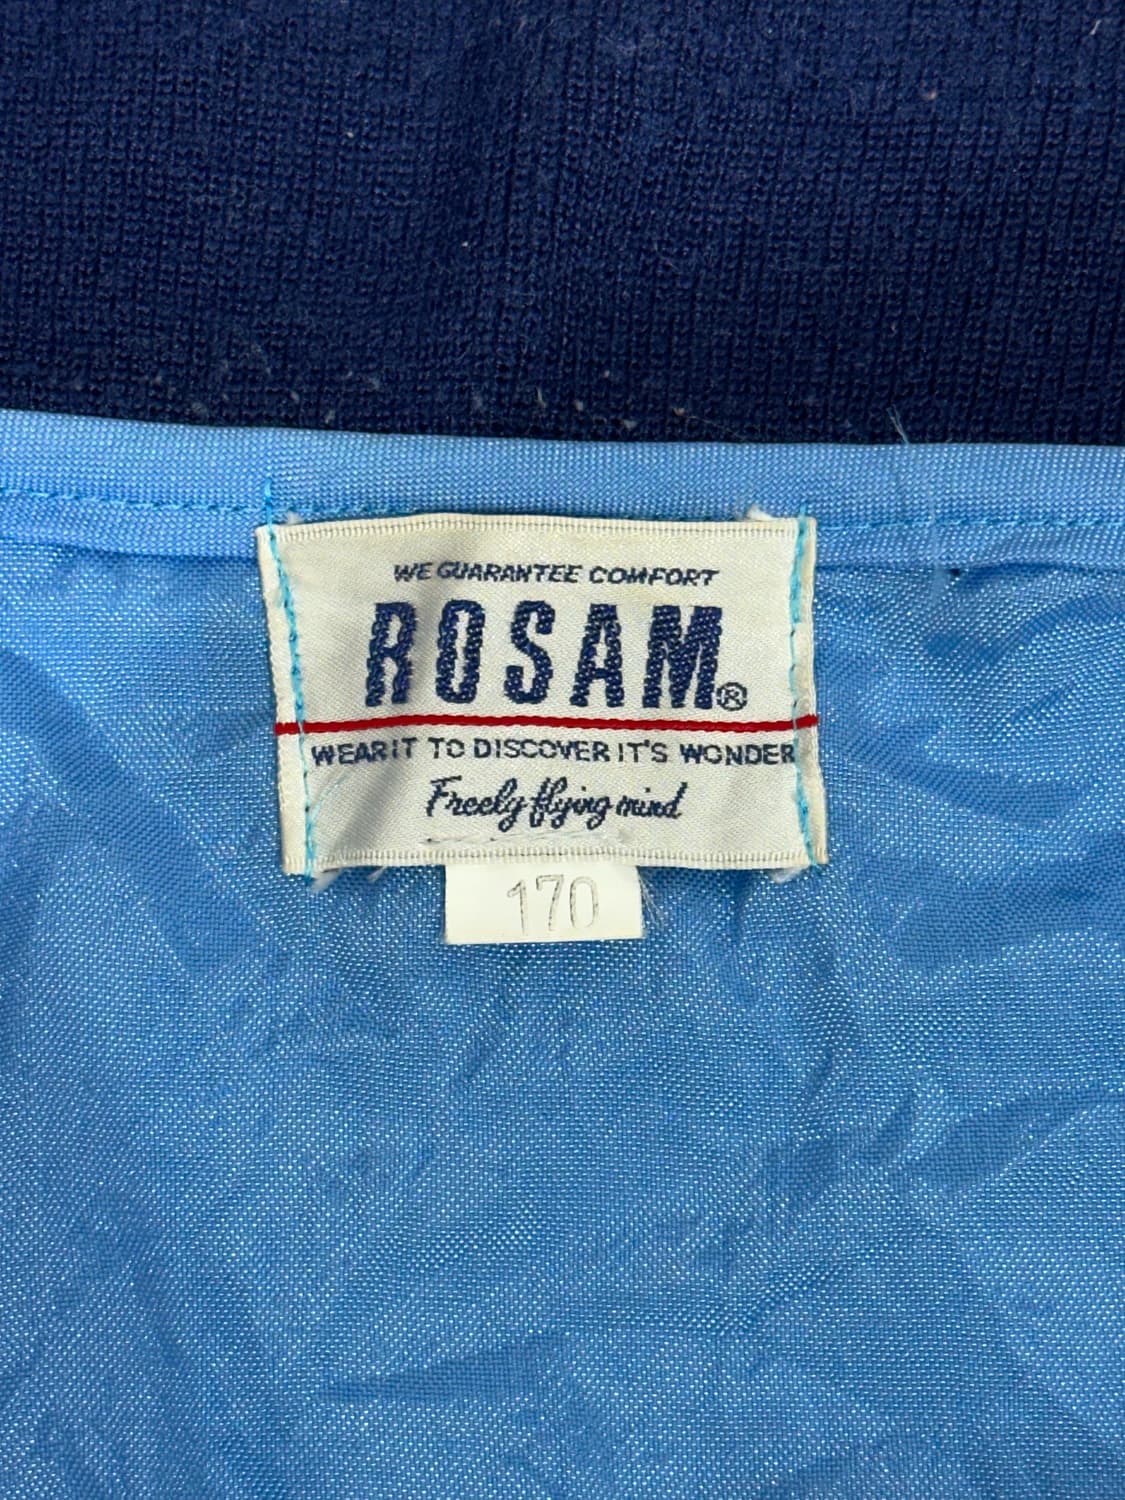 WE GUARANTEE COMFORT
ROSAM®
WEAR IT TO DISCOVER IT'S WONDER
Freely flying mind
170